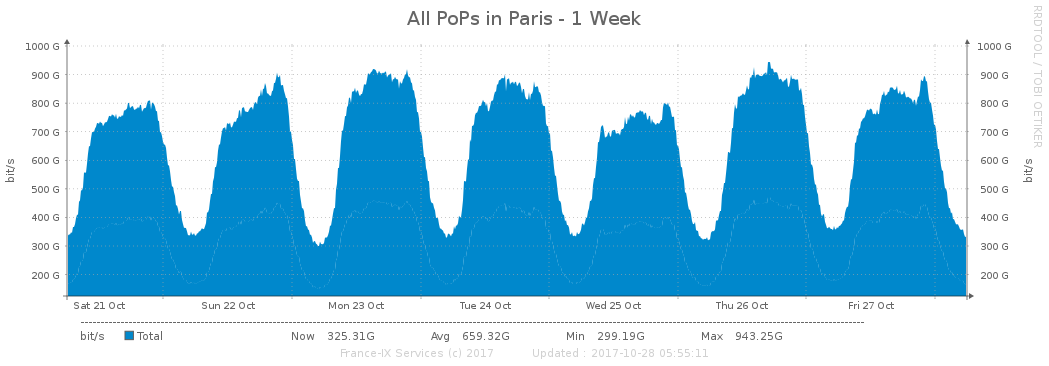 All PoPs in Paris - 1 Week
RRDTOOL / TOBI OETIKER
1000 G 1000 G
900 G 900 G
800 G 800 G
700 G 700 G
600 G 600 G
500 G 500 G
400 G 400 G
300 G 300 G
200 G 200 G
bit/s
bit/s
Sat 21 Oct Sun 22 Oct Mon 23 Oct Tue 24 Oct Wed 25 Oct Thu 26 Oct Fri 27 Oct
bit/s Total Now 325.31G Avg 659.32G Min 299.19G Max 943.25G
France-IX Services (c) 2017 Updated : 2017-10-28 05:55:11